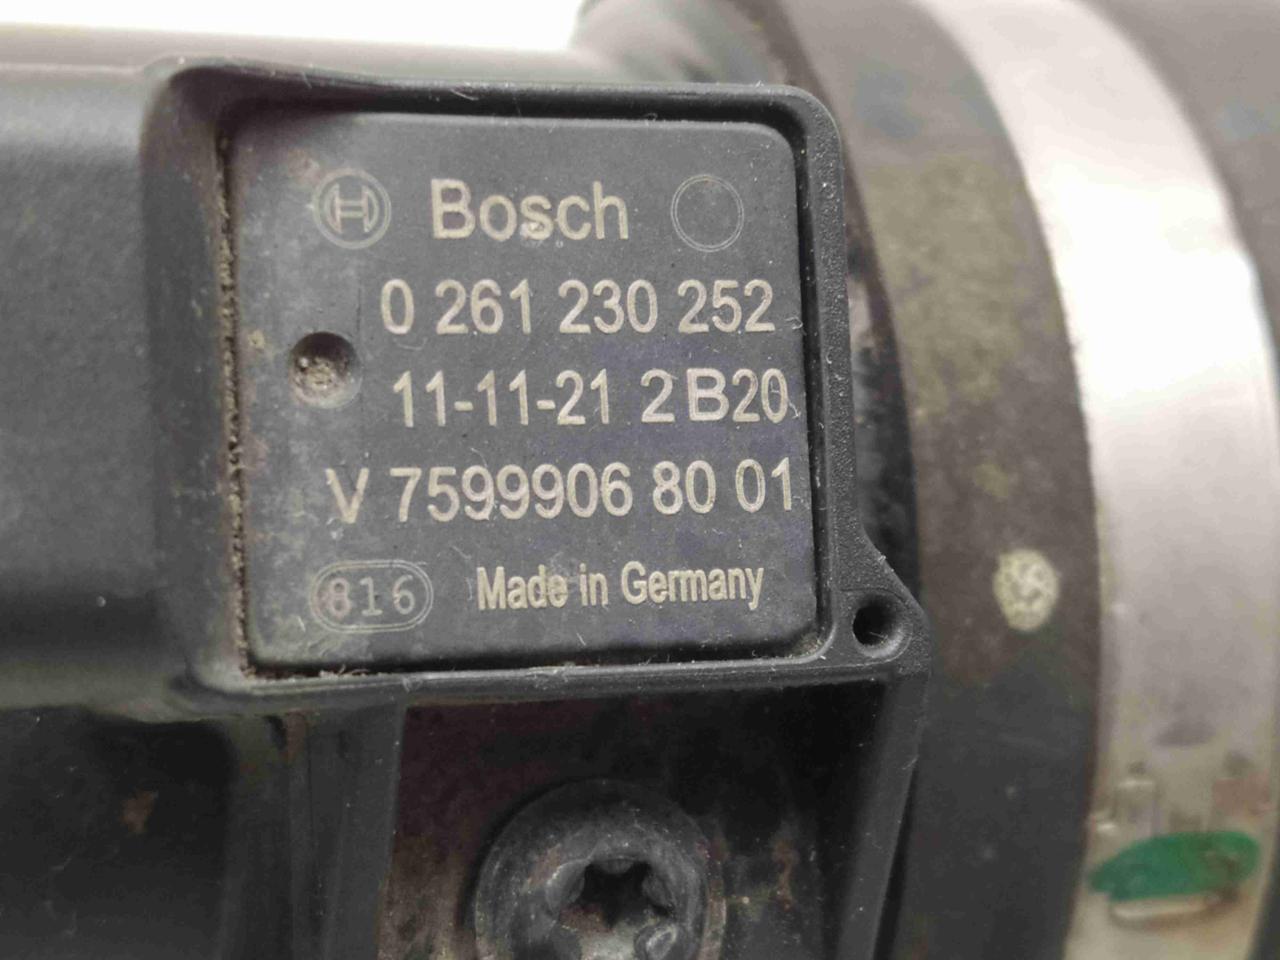 Bosch
0 261 230 252
11-11-21 2B20
V 7599906 80 01
816 Made in Germany